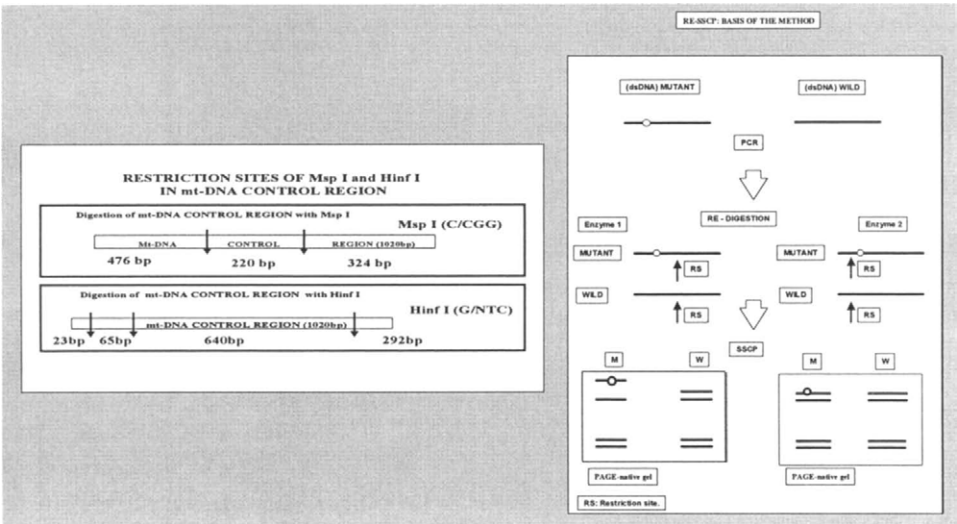 RESTRICTION SITES OF Msp I and Hinf I
IN mt-DNA CONTROL REGION
Digestion of mt-DNA CONTROL REGION with Msp I
Msp I (C/CGG)
Mt-DNA CONTROL REGION (1020bp)
476 bp 220 bp 324 bp
Digestion of mt-DNA CONTROL REGION with Hinf I
Hinf I (G/NTC)
mt-DNA CONTROL REGION (1020bp)
23bp 65bp 640bp 292bp
RE-SSCP: BASIS OF THE METHOD
(dsDNA) MUTANT (dsDNA) WILD
PCR
RE - DIGESTION
Enzyme 1 Enzyme 2
MUTANT MUTANT
RS RS
WILD WILD
RS RS
SSCP
M W M W
PAGE-native gel PAGE-native gel
RS: Restriction site.